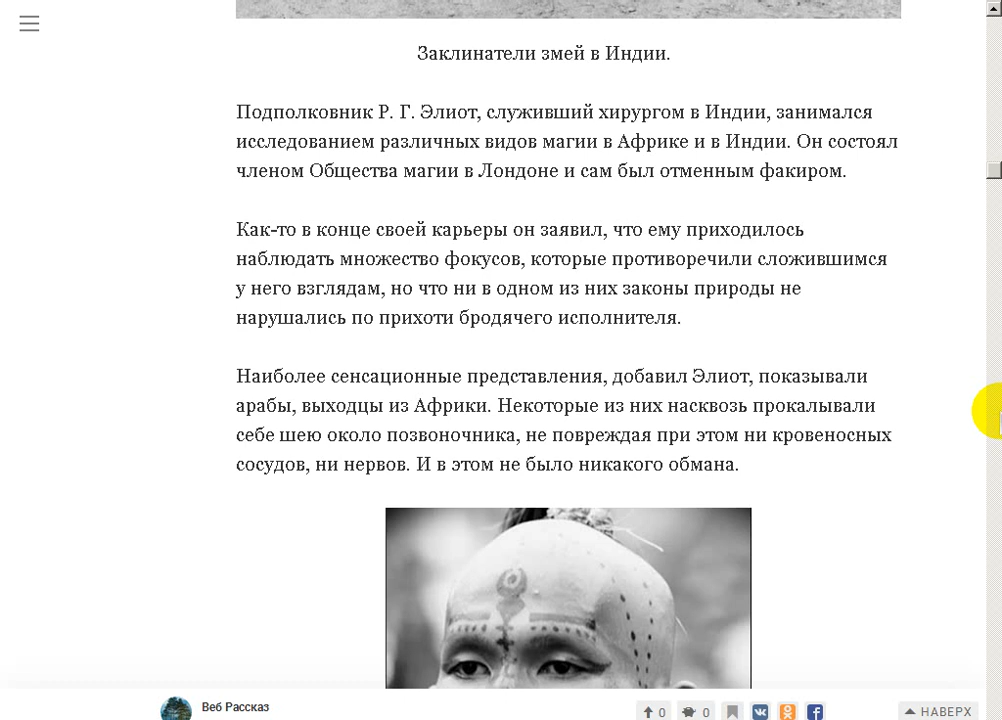 Заклинатели змей в Индии.
Подполковник Р. Г. Элиот, служивший хирургом в Индии, занимался
исследованием различных видов магии в Африке и в Индии. Он состоял
членом Общества магии в Лондоне и сам был отменным факиром.
Как-то в конце своей карьеры он заявил, что ему приходилось
наблюдать множество фокусов, которые противоречили сложившимся
у него взглядам, но что ни в одном из них законы природы не
нарушались по прихоти бродячего исполнителя.
Наиболее сенсационные представления, добавил Элиот, показывали
арабы, выходцы из Африки. Некоторые из них насквозь прокалывали
себе шею около позвоночника, не повреждая при этом ни кровеносных
сосудов, ни нервов. И в этом не было никакого обмана.
Веб Рассказ 0 0 НАВЕРХ